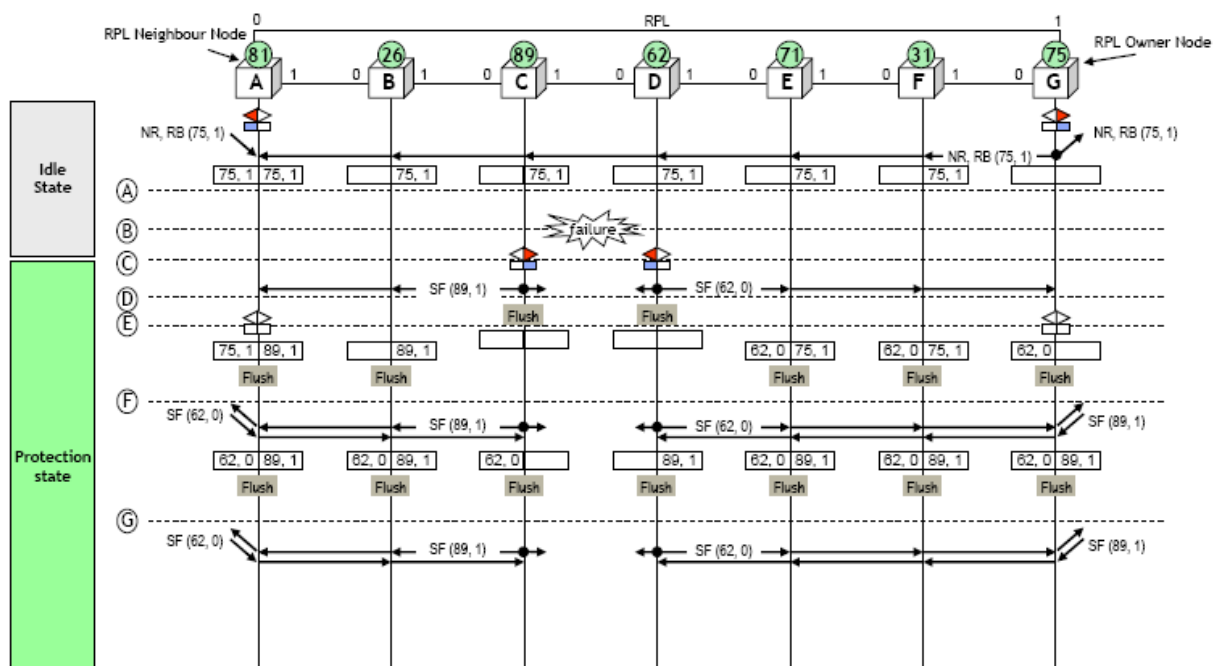 0 RPL 1
RPL Neighbour Node
RPL Owner Node
81 26 89 62 71 31 75
A 1 0 B 1 0 C 1 0 D 1 0 E 1 0 F 1 0 G
NR, RB (75, 1) NR, RB (75, 1)
NR, RB (75, 1)
Idle
State
75, 1 75, 1 75, 1 75, 1 75, 1 75, 1 75, 1
A
B
failure
C
SF (89, 1) SF (62, 0)
D
Flush Flush
E
75, 1 89, 1 89, 1 62, 0 75, 1 62, 0 75, 1 62, 0
Flush Flush Flush Flush Flush
F
SF (62, 0) SF (89, 1) SF (62, 0) SF (89, 1)
Protection
state
62, 0 89, 1 62, 0 89, 1 62, 0 89, 1 62, 0 89, 1 62, 0 89, 1 62, 0 89, 1
Flush Flush Flush Flush Flush Flush Flush
G
SF (62, 0) SF (89, 1) SF (62, 0) SF (89, 1)